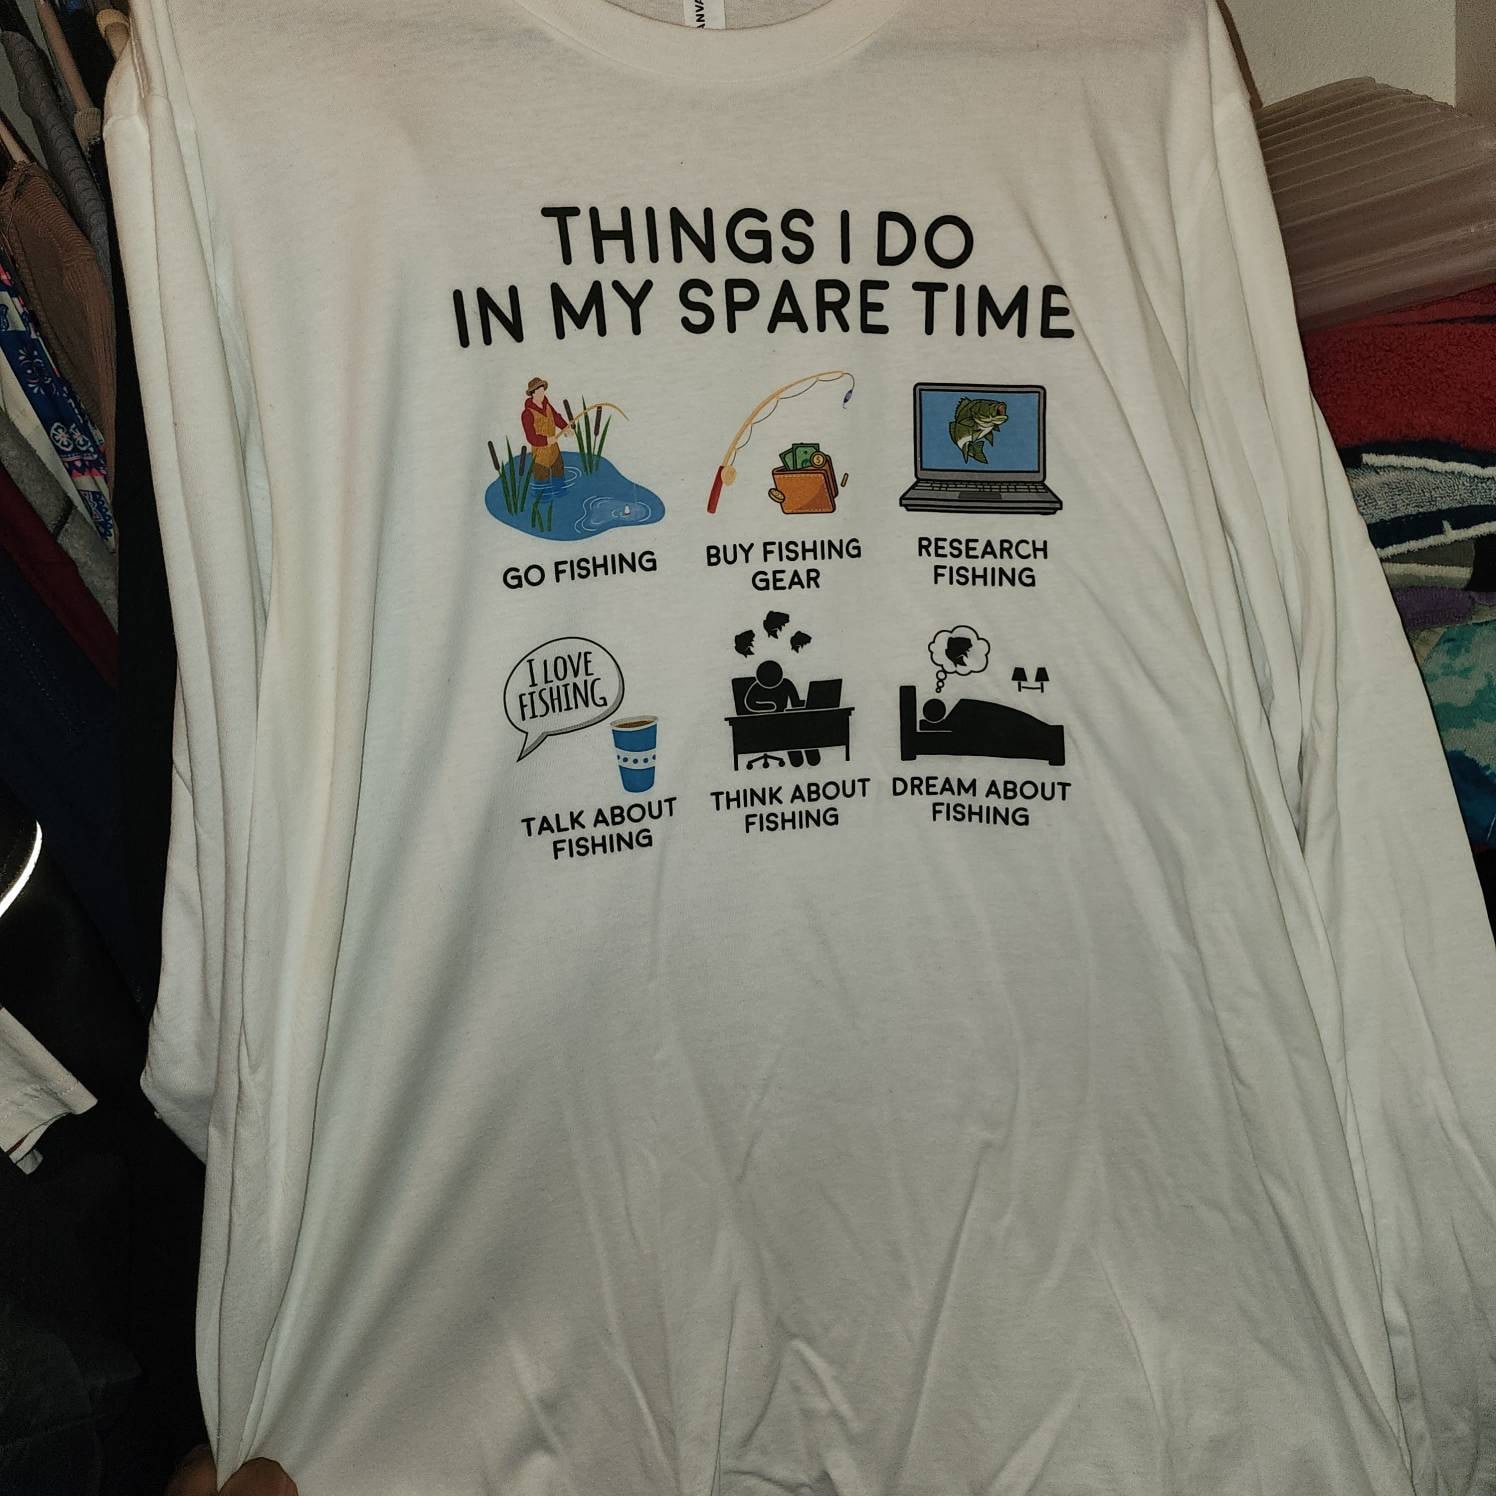 THINGS I DO
IN MY SPARE TIME
GO FISHING
BUY FISHING
GEAR
RESEARCH
FISHING
I LOVE
FISHING
TALK ABOUT
FISHING
THINK ABOUT
FISHING
DREAM ABOUT
FISHING